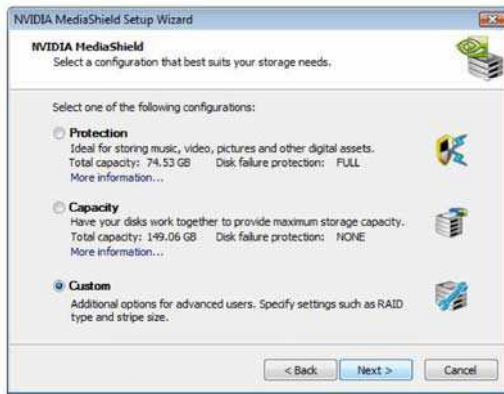 NVIDIA MediaShield Setup Wizard
NVIDIA MediaShield
Select a configuration that best suits your storage needs.
Select one of the following configurations:
Protection
Ideal for storing music, video, pictures and other digital assets.
Total capacity: 74.53 GB Disk failure protection: FULL
More information...
Capacity
Have your disks work together to provide maximum storage capacity.
Total capacity: 149.06 GB Disk failure protection: NONE
More information...
Custom
Additional options for advanced users. Specify settings such as RAID
type and stripe size.
< Back Next > Cancel